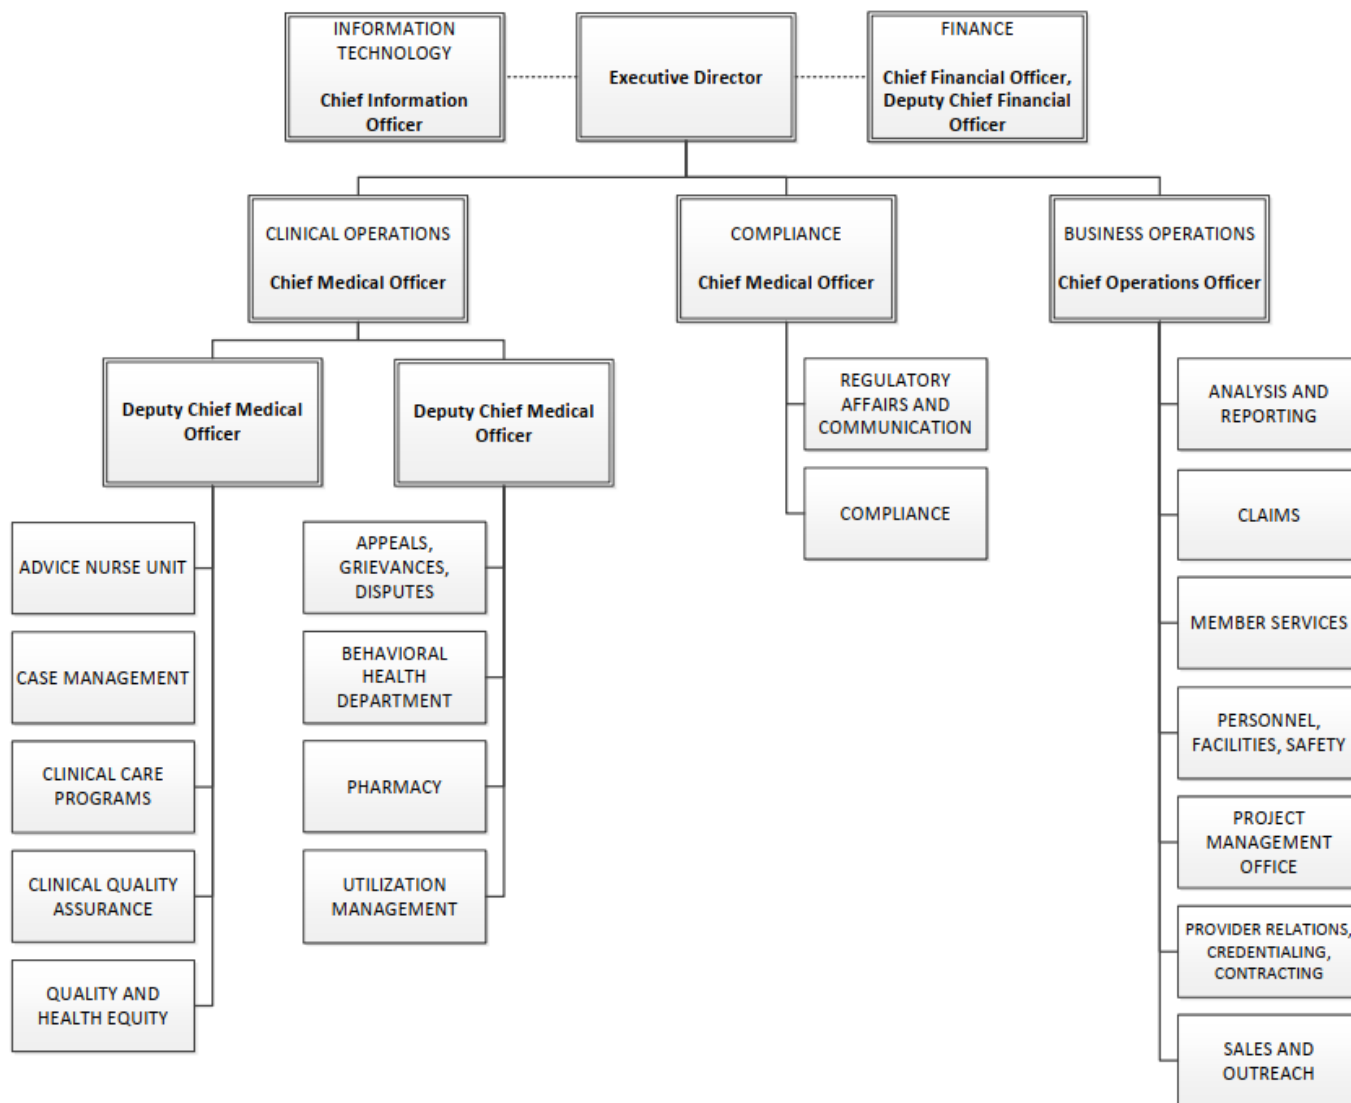 INFORMATION
TECHNOLOGY
Chief Information
Officer
Executive Director
FINANCE
Chief Financial Officer,
Deputy Chief Financial
Officer
CLINICAL OPERATIONS
Chief Medical Officer
COMPLIANCE
Chief Medical Officer
BUSINESS OPERATIONS
Chief Operations Officer
Deputy Chief Medical
Officer
Deputy Chief Medical
Officer
ADVICE NURSE UNIT
CASE MANAGEMENT
CLINICAL CARE
PROGRAMS
CLINICAL QUALITY
ASSURANCE
QUALITY AND
HEALTH EQUITY
APPEALS,
GRIEVANCES,
DISPUTES
BEHAVIORAL
HEALTH
DEPARTMENT
PHARMACY
UTILIZATION
MANAGEMENT
REGULATORY
AFFAIRS AND
COMMUNICATION
COMPLIANCE
ANALYSIS AND
REPORTING
CLAIMS
MEMBER SERVICES
PERSONNEL,
FACILITIES, SAFETY
PROJECT
MANAGEMENT
OFFICE
PROVIDER RELATIONS,
CREDENTIALING,
CONTRACTING
SALES AND
OUTREACH